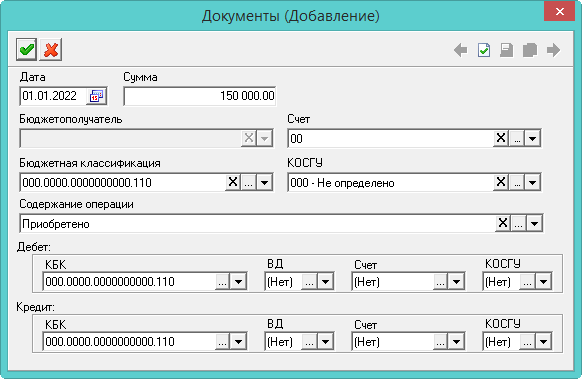 Документы (Добавление)
Дата Сумма
01.01.2022 15 150 000.00
Бюджетополучатель Счет
X ... 00 X ...
Бюджетная классификация КОСГУ
000.0000.0000000000.110 X ... 000 - Не определено X ...
Содержание операции
Приобретено X ...
Дебет:
КБК ВД Счет КОСГУ
000.0000.0000000000.110 ... (Нет) ... (Нет) ... (Нет) ...
Кредит:
КБК ВД Счет КОСГУ
000.0000.0000000000.110 ... (Нет) ... (Нет) ... (Нет) ...